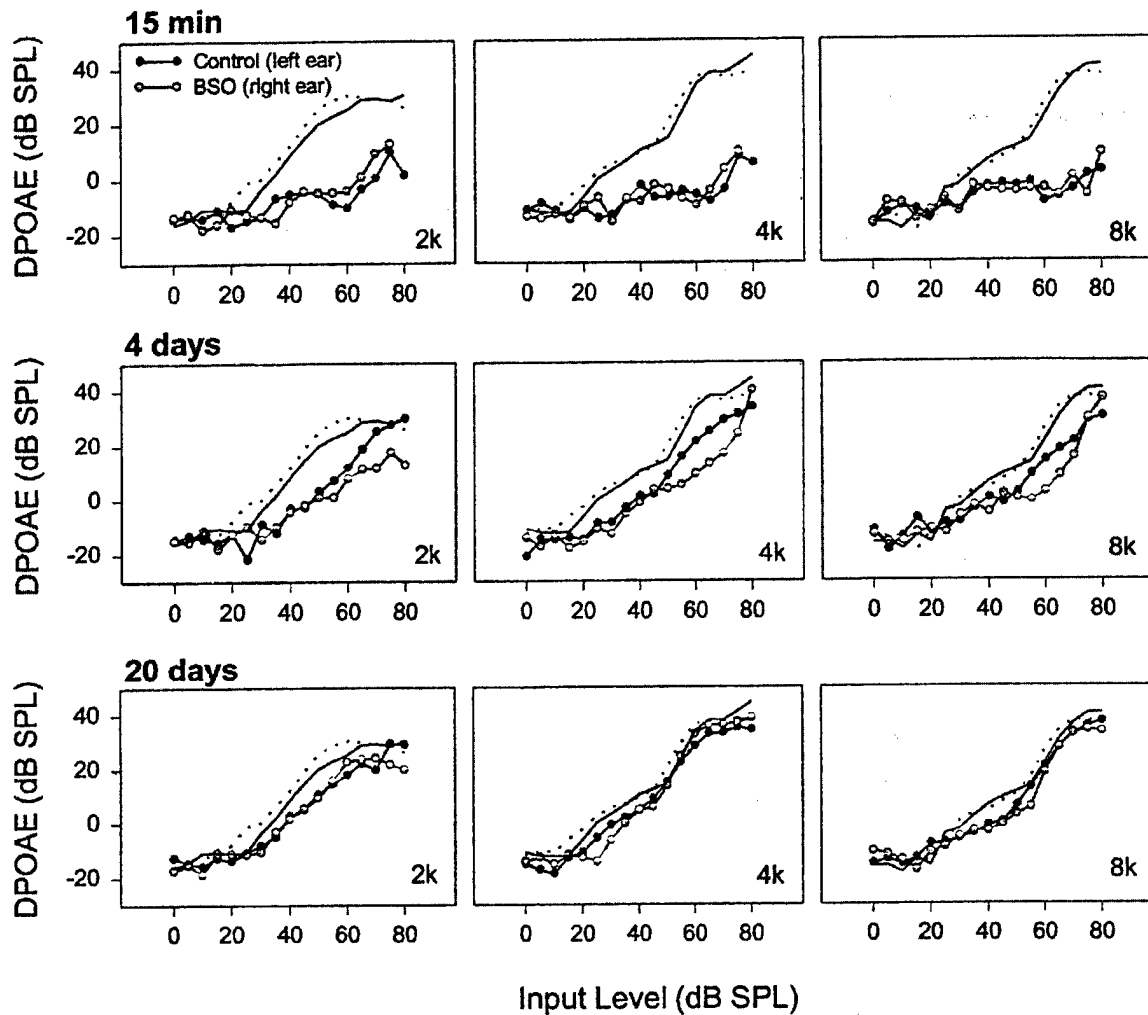 15 min
DPOAE (dB SPL)
40
20
0
-20
Control (left ear)
BSO (right ear)
2k
4k
8k
0 20 40 60 80
0 20 40 60 80
0 20 40 60 80
4 days
DPOAE (dB SPL)
40
20
0
-20
2k
4k
8k
0 20 40 60 80
0 20 40 60 80
0 20 40 60 80
20 days
DPOAE (dB SPL)
40
20
0
-20
2k
4k
8k
0 20 40 60 80
0 20 40 60 80
0 20 40 60 80
Input Level (dB SPL)